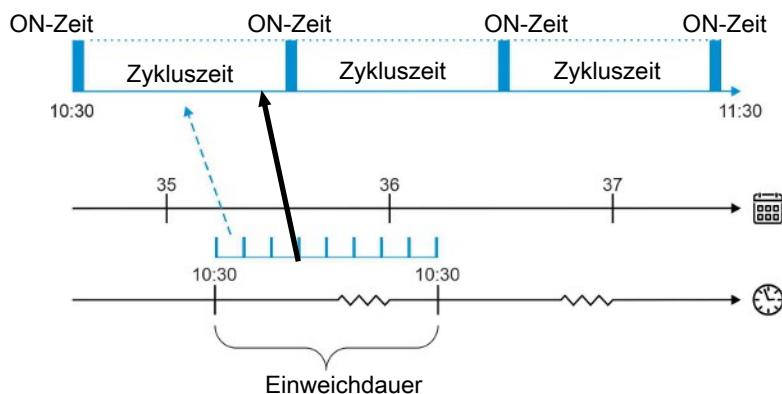 ON-Zeit ON-Zeit ON-Zeit ON-Zeit
Zykluszeit Zykluszeit Zykluszeit
10:30 11:30
35 36 37
10:30 10:30
Einweichdauer